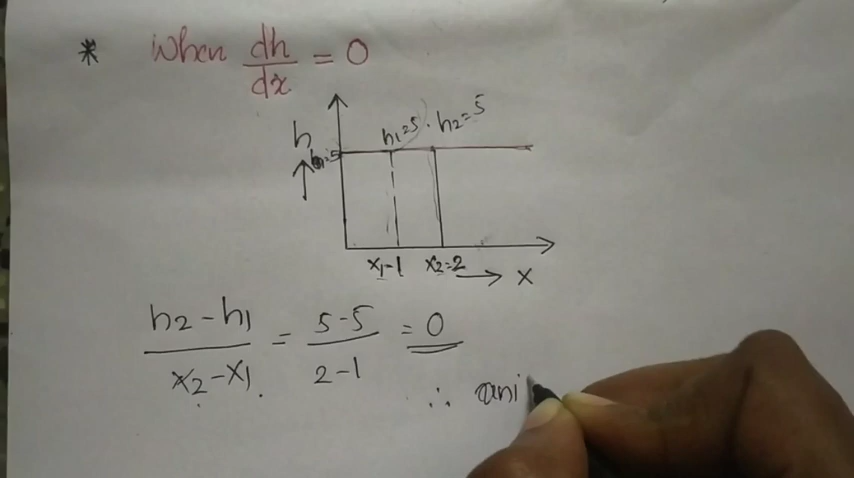 * When dh/dx = 0
h1=5. h2=5
h
x1-1 x2=2
x
h2-h1/x2-x1. = 5-5/2-1 = 0
∴ uni